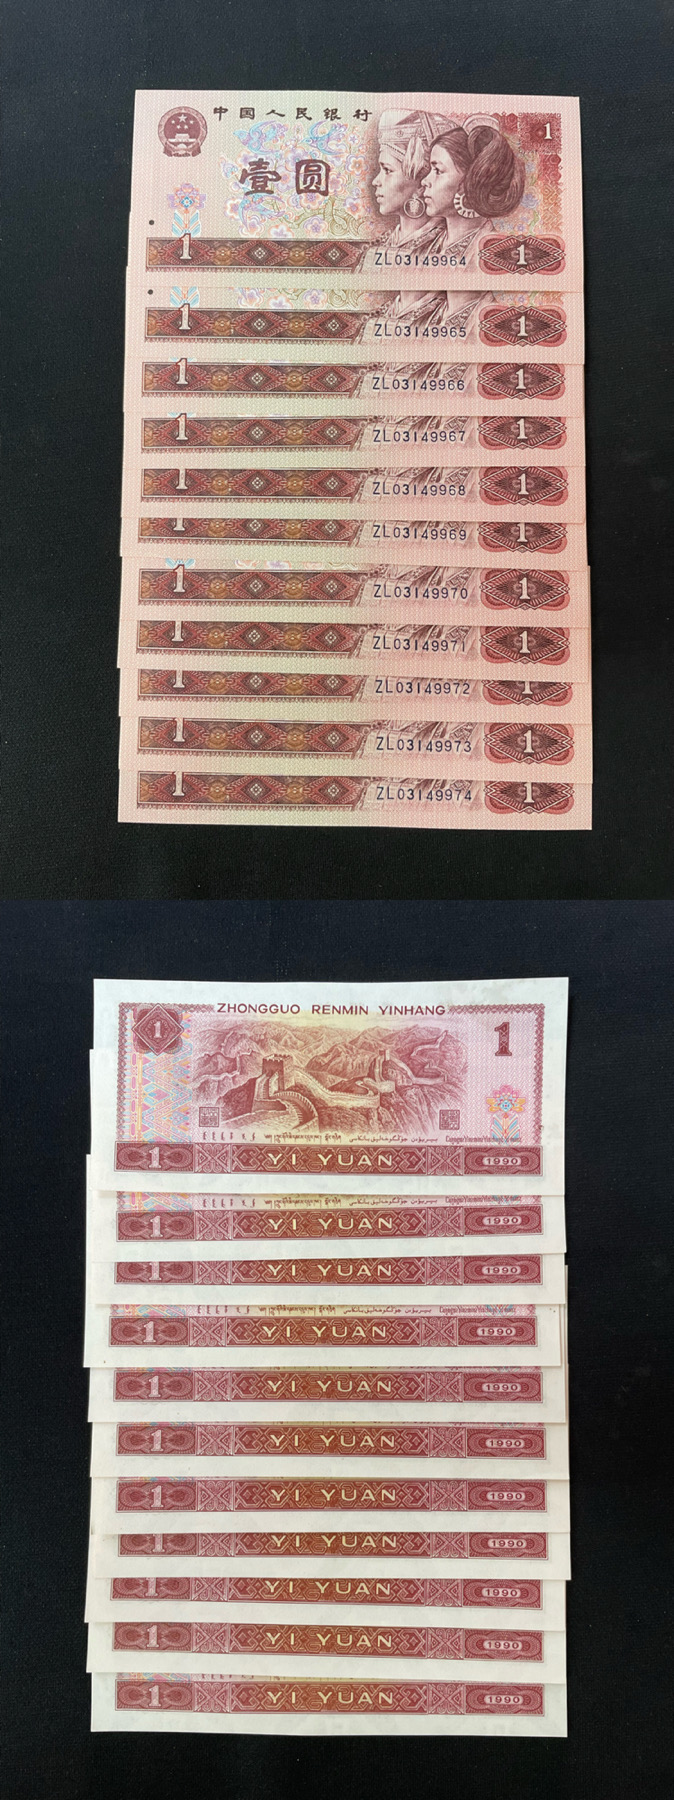 中国人民银行
壹圆
1
1
ZL03149964
1
1
ZL03149965
1
1
ZL03149966
1
1
ZL03149967
1
1
ZL03149968
1
1
ZL03149969
1
1
ZL03149970
1
1
ZL03149971
1
1
ZL03149972
1
1
ZL03149973
1
1
ZL03149974
1
ZHONGGUO RENMIN YINHANG
1
1
1 YI YUAN 1990
1 YI YUAN 1990
1 YI YUAN 1990
1 YI YUAN 1990
1 YI YUAN 1990
1 YI YUAN 1990
1 YI YUAN 1990
1 YI YUAN 1990
1 YI YUAN 1990
1 YI YUAN 1990
1 YI YUAN 1990